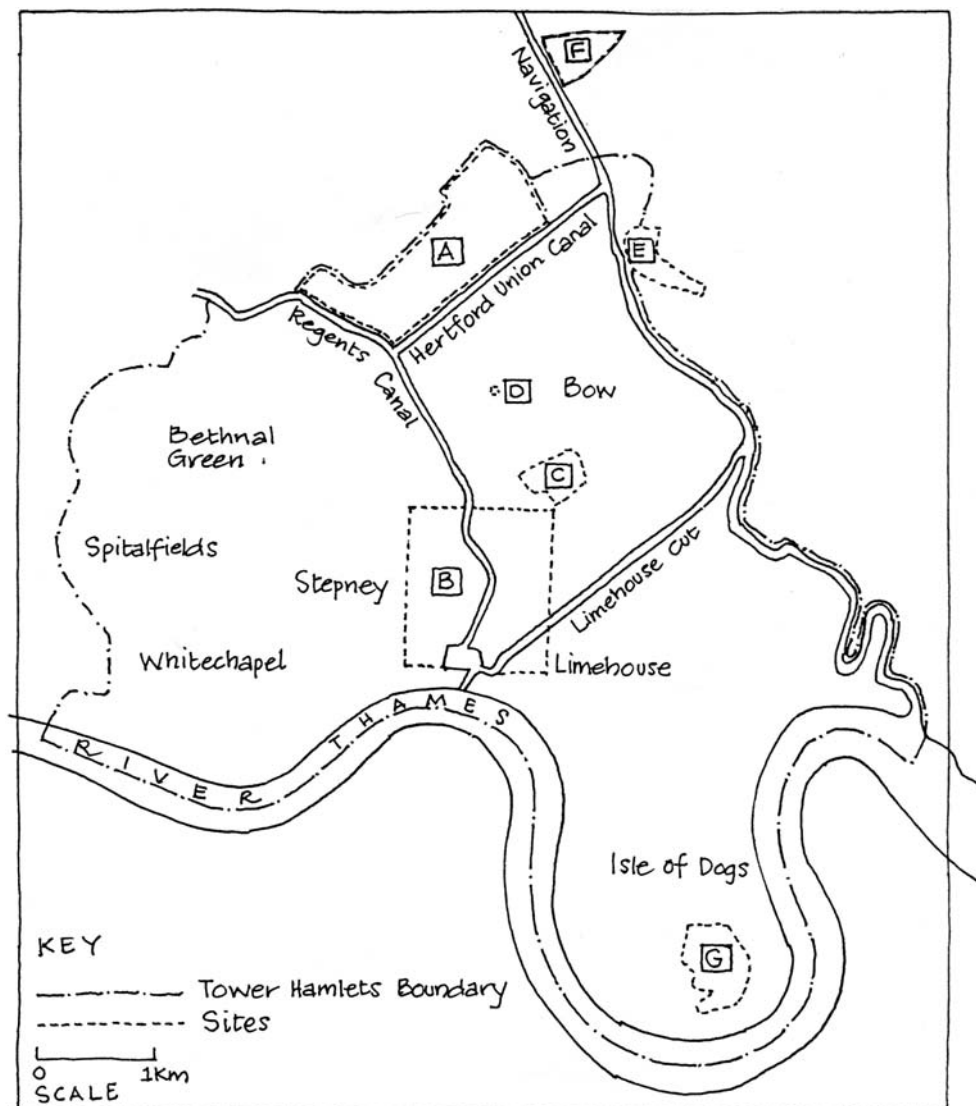 F
Navigation
A
E
Hertford Union Canal
Regents
Canal
D
Bow
Bethnal
Green
C
Spitalfields
Stepney
B
Limehouse Cut
Whitechapel
Limehouse
RIVER THAMES
Isle of Dogs
G
KEY
Tower Hamlets Boundary
Sites
0 1Km
SCALE